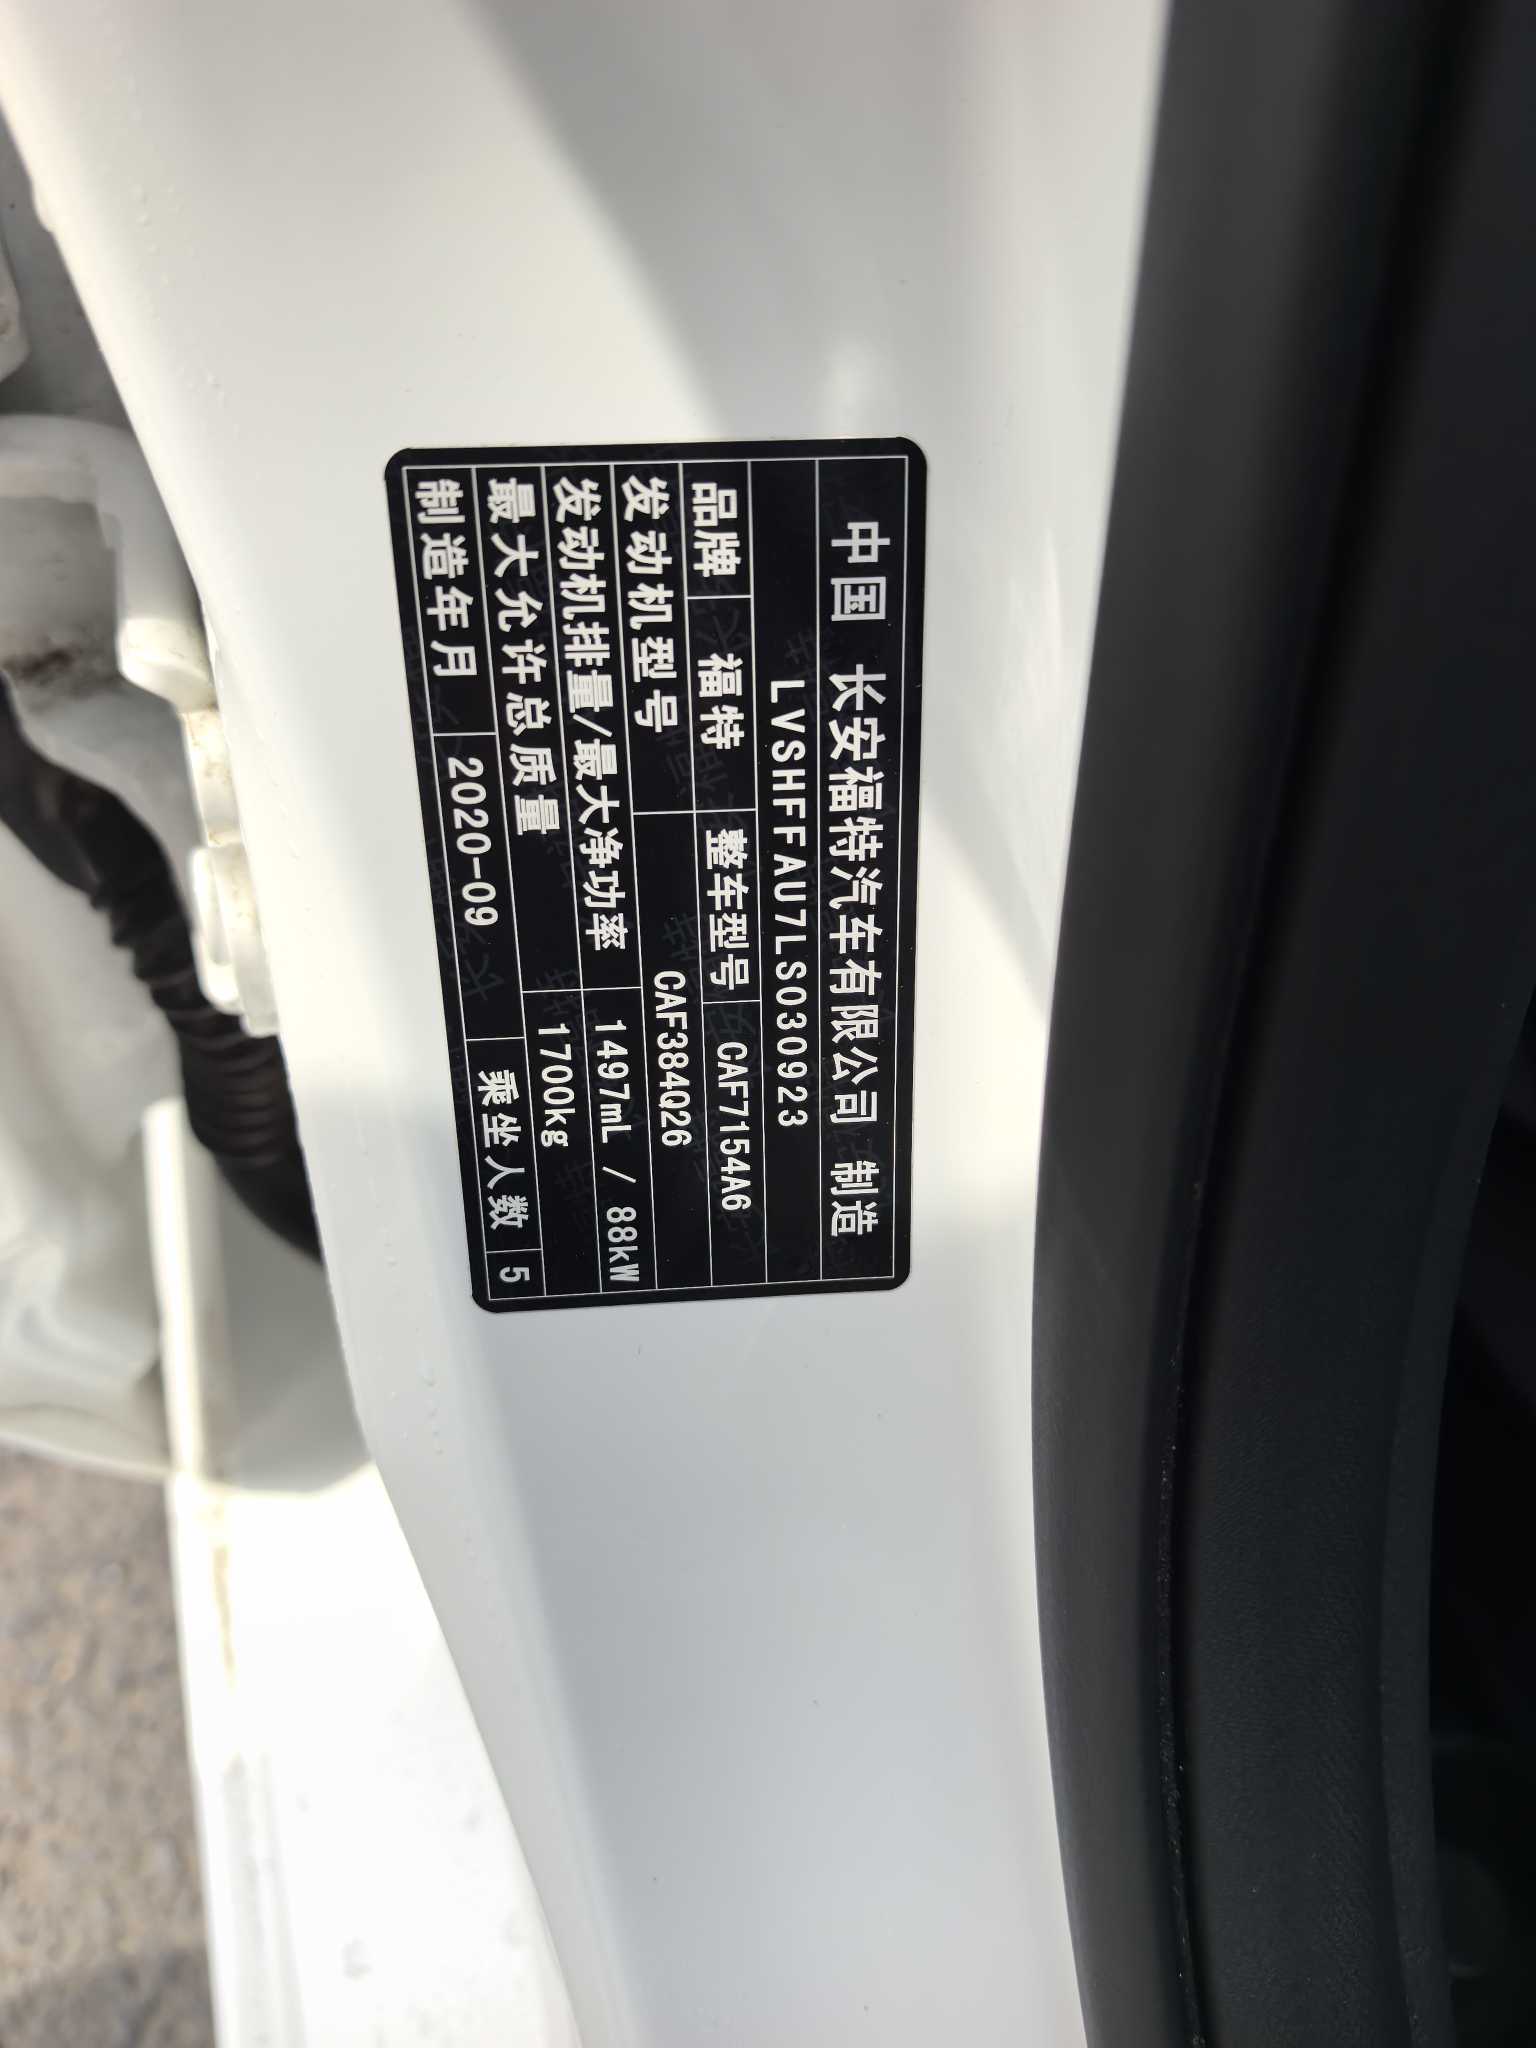 中国 长安福特汽车有限公司 制造
LVSHFFAU7LS030923
品牌 福特 整车型号 CAF7154A6
发动机型号 CAF384Q26
发动机排量/最大净功率 1497mL / 88kW
最大允许总质量 1700kg
制造年月 2020-09 乘坐人数 5